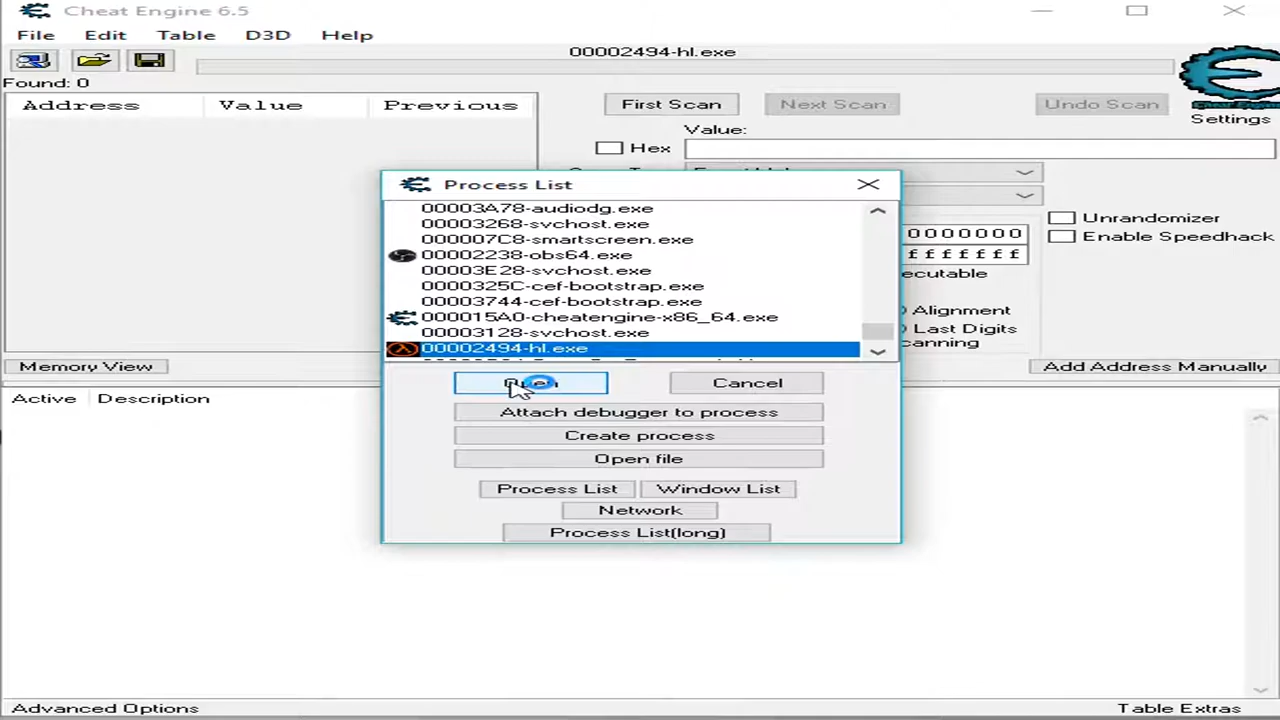 Cheat Engine 6.5
File Edit Table D3D Help
00002494-hl.exe
Found: 0
Address Value Previous
First Scan Next Scan Undo Scan
Cheat Engine
Settings
Value:
Hex
Process List
00003A78-audiodg.exe
00003268-svchost.exe
000007C8-smartscreen.exe
00002238-obs64.exe
00003E28-svchost.exe
0000325C-cef-bootstrap.exe
00003744-cef-bootstrap.exe
000015A0-cheatengine-x86_64.exe
00003128-svchost.exe
00002494-hl.exe
Open Cancel
Attach debugger to process
Create process
Open file
Process List Window List
Network
Process List(long)
Unrandomizer
0000000
Enable Speedhack
ffffff
ecutable
Alignment
Last Digits
canning
Memory View
Add Address Manually
Active Description
Advanced Options
Table Extras